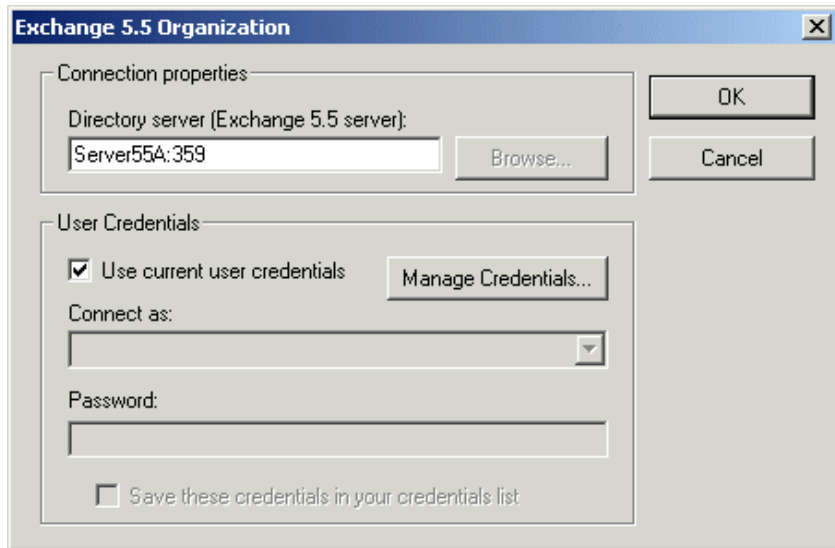 Exchange 5.5 Organization
Connection properties
OK
Directory server (Exchange 5.5 server):
Server55A:359
Browse...
Cancel
User Credentials
Use current user credentials
Manage Credentials...
Connect as:
Password:
Save these credentials in your credentials list